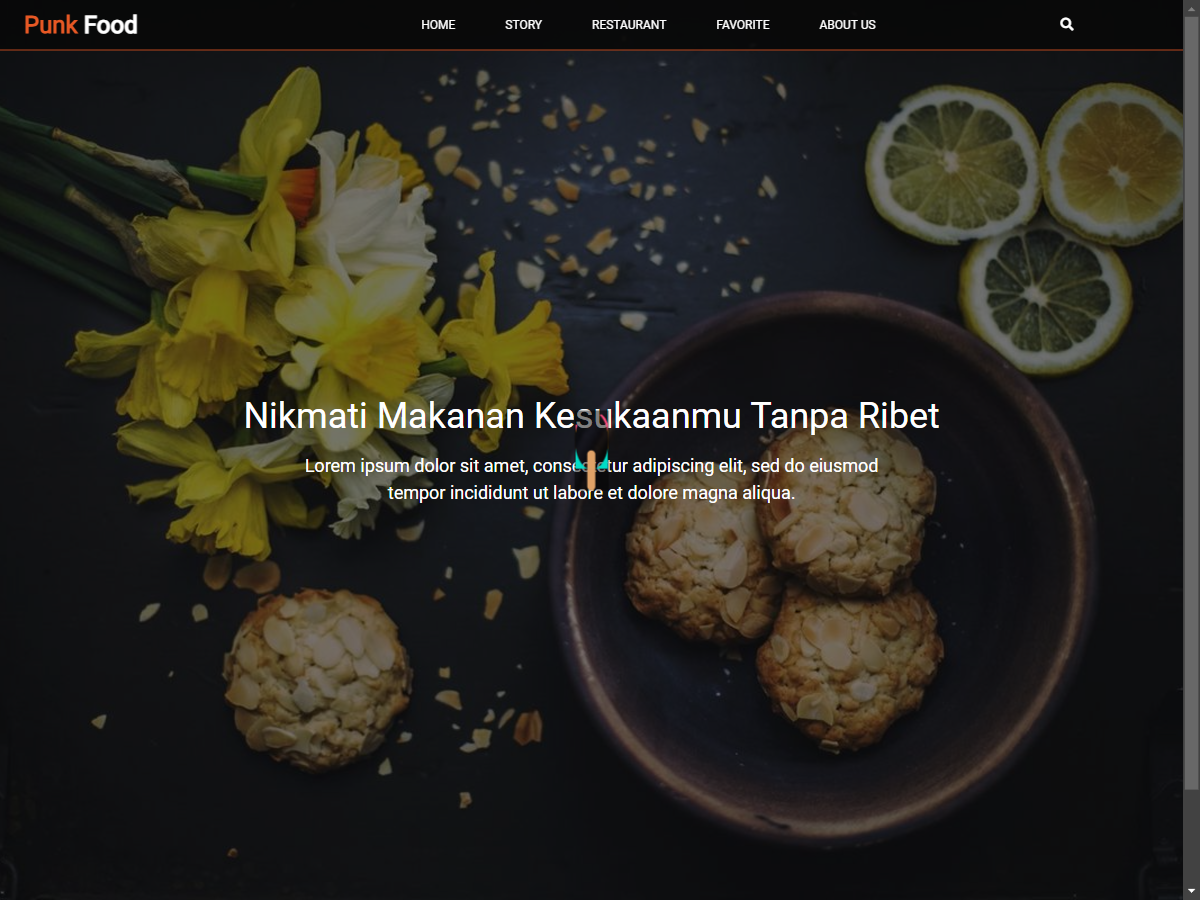 Punk Food
HOME STORY RESTAURANT FAVORITE ABOUT US
Nikmati Makanan Kesukaanmu Tanpa Ribet
Lorem ipsum dolor sit amet, consectetur adipiscing elit, sed do eiusmod
tempor incididunt ut labore et dolore magna aliqua.